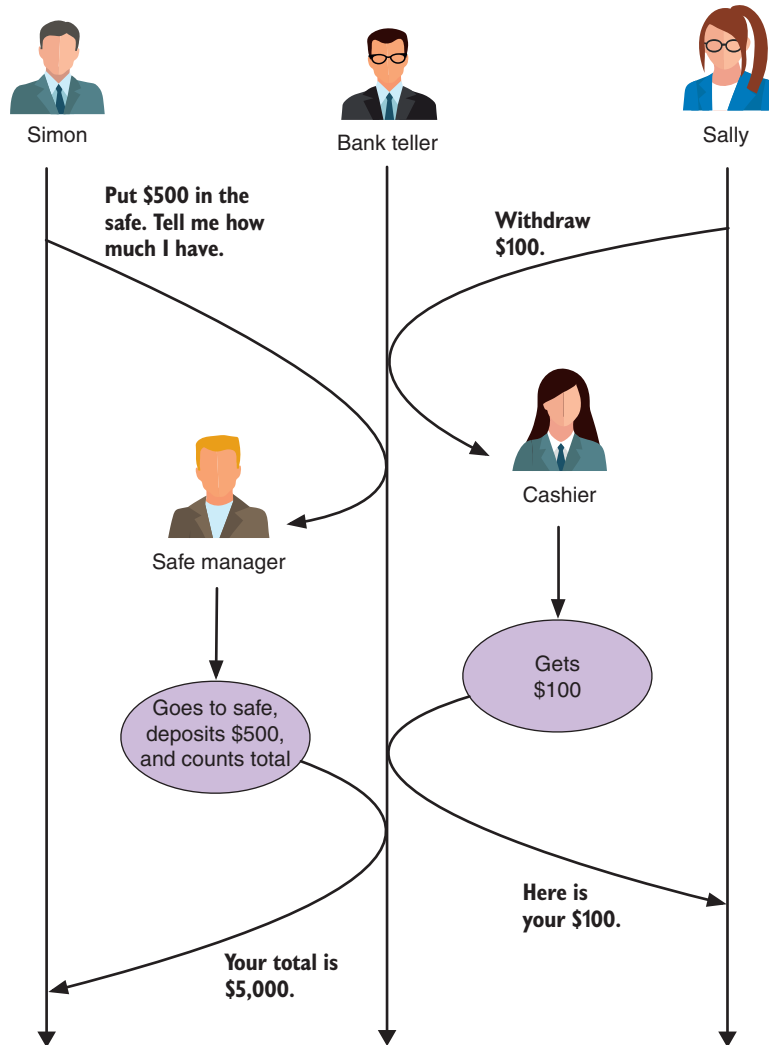 Simon
Bank teller
Sally
Put $500 in the
safe. Tell me how
much I have.
Withdraw
$100.
Cashier
Safe manager
Gets
$100
Goes to safe,
deposits $500,
and counts total
Here is
your $100.
Your total is
$5,000.